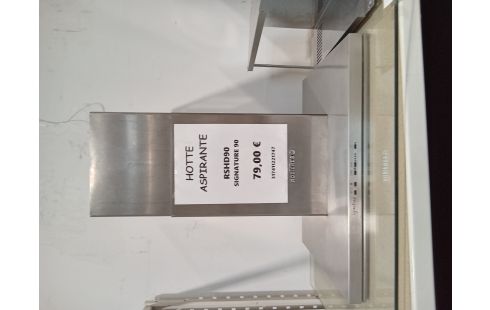 HOTTE
ASPIRANTE
RSHD90
SIGNATURE 90
79,00 €